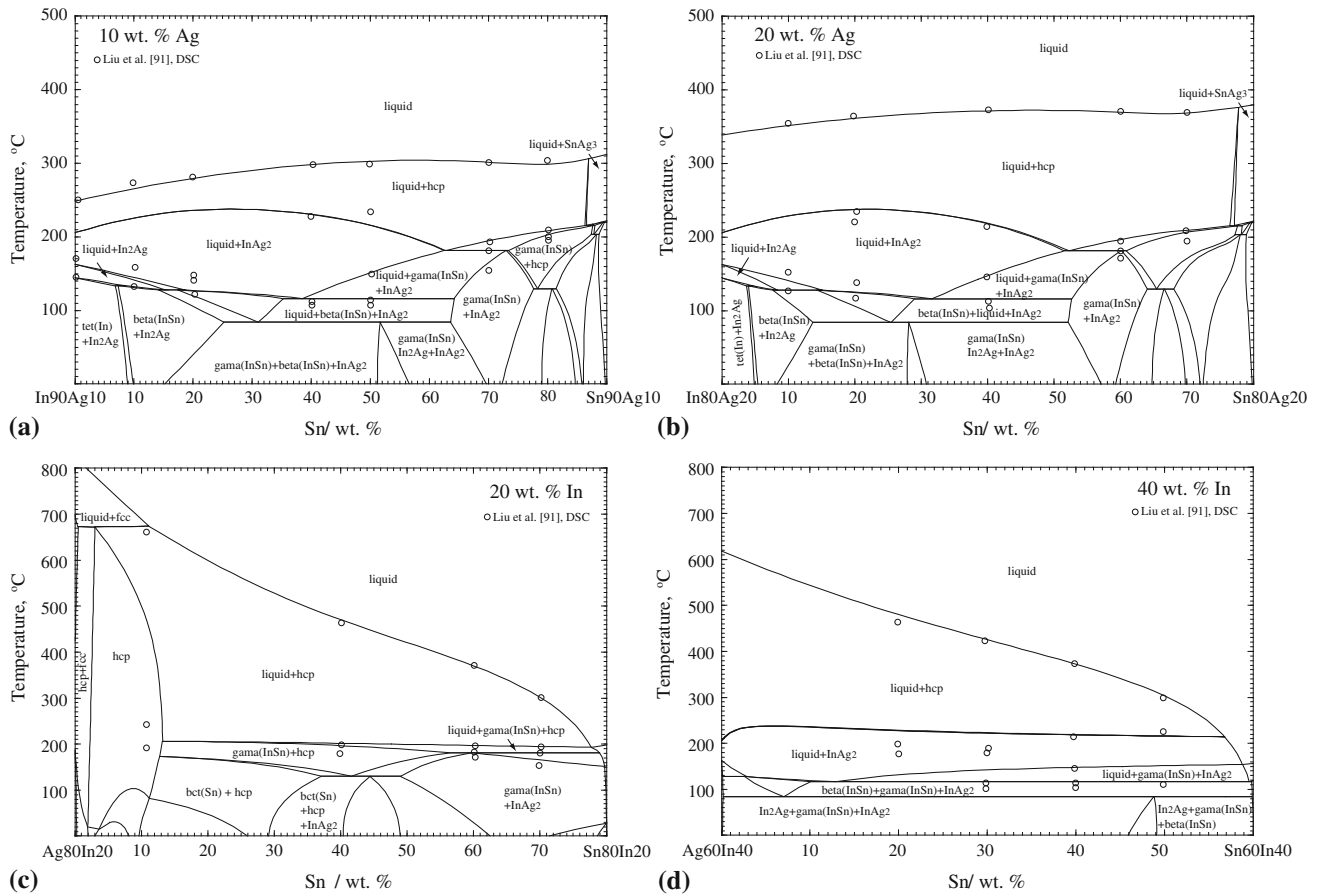 10 wt. % Ag
Liu et al. [91], DSC
liquid
liquid+SnAg3
liquid+hcp
liquid+In2Ag
liquid+InAg2
gama(InSn)
+hcp
liquid+gama(InSn)
+InAg2
tet(In)
+In2Ag
beta(InSn)
+In2Ag
liquid+beta(InSn)+InAg2
gama(InSn)
+InAg2
gama(InSn)
In2Ag+InAg2
gama(InSn)+beta(InSn)+InAg2
Temperature, °C
500
400
300
200
100
In90Ag10 10 20 30 40 50 60 70 80 Sn90Ag10
(a)
Sn/ wt. %
20 wt. % Ag
Liu et al. [91], DSC
liquid
liquid+SnAg3
liquid+hcp
liquid+In2Ag
liquid+InAg2
liquid+gama(InSn)
+InAg2
tet(In)+In2Ag
beta(InSn)
+In2Ag
beta(InSn)+liquid+InAg2
gama(InSn)
+InAg2
gama(InSn)
+beta(InSn)+InAg2
gama(InSn)
In2Ag+InAg2
Temperature, °C
500
400
300
200
100
In80Ag20 10 20 30 40 50 60 70 Sn80Ag20
(b)
Sn/ wt. %
20 wt. % In
Liu et al. [91], DSC
liquid+fcc
liquid
hcp+fcc
hcp
liquid+hcp
liquid+gama(InSn)+hcp
gama(InSn)+hcp
bct(Sn) + hcp
bct(Sn)
+hcp
+InAg2
gama(InSn)
+InAg2
Temperature, °C
800
700
600
500
400
300
200
100
Ag80In20 10 20 30 40 50 60 70 Sn80In20
(c)
Sn / wt. %
40 wt. % In
Liu et al. [91], DSC
liquid
liquid+hcp
liquid+InAg2
liquid+gama(InSn)+InAg2
beta(InSn)+gama(InSn)+InAg2
In2Ag+gama(InSn)+InAg2
In2Ag+gama(InSn)
+beta(InSn)
Temperature, °C
800
700
600
500
400
300
200
100
Ag60In40 10 20 30 40 50 Sn60In40
(d)
Sn/ wt. %